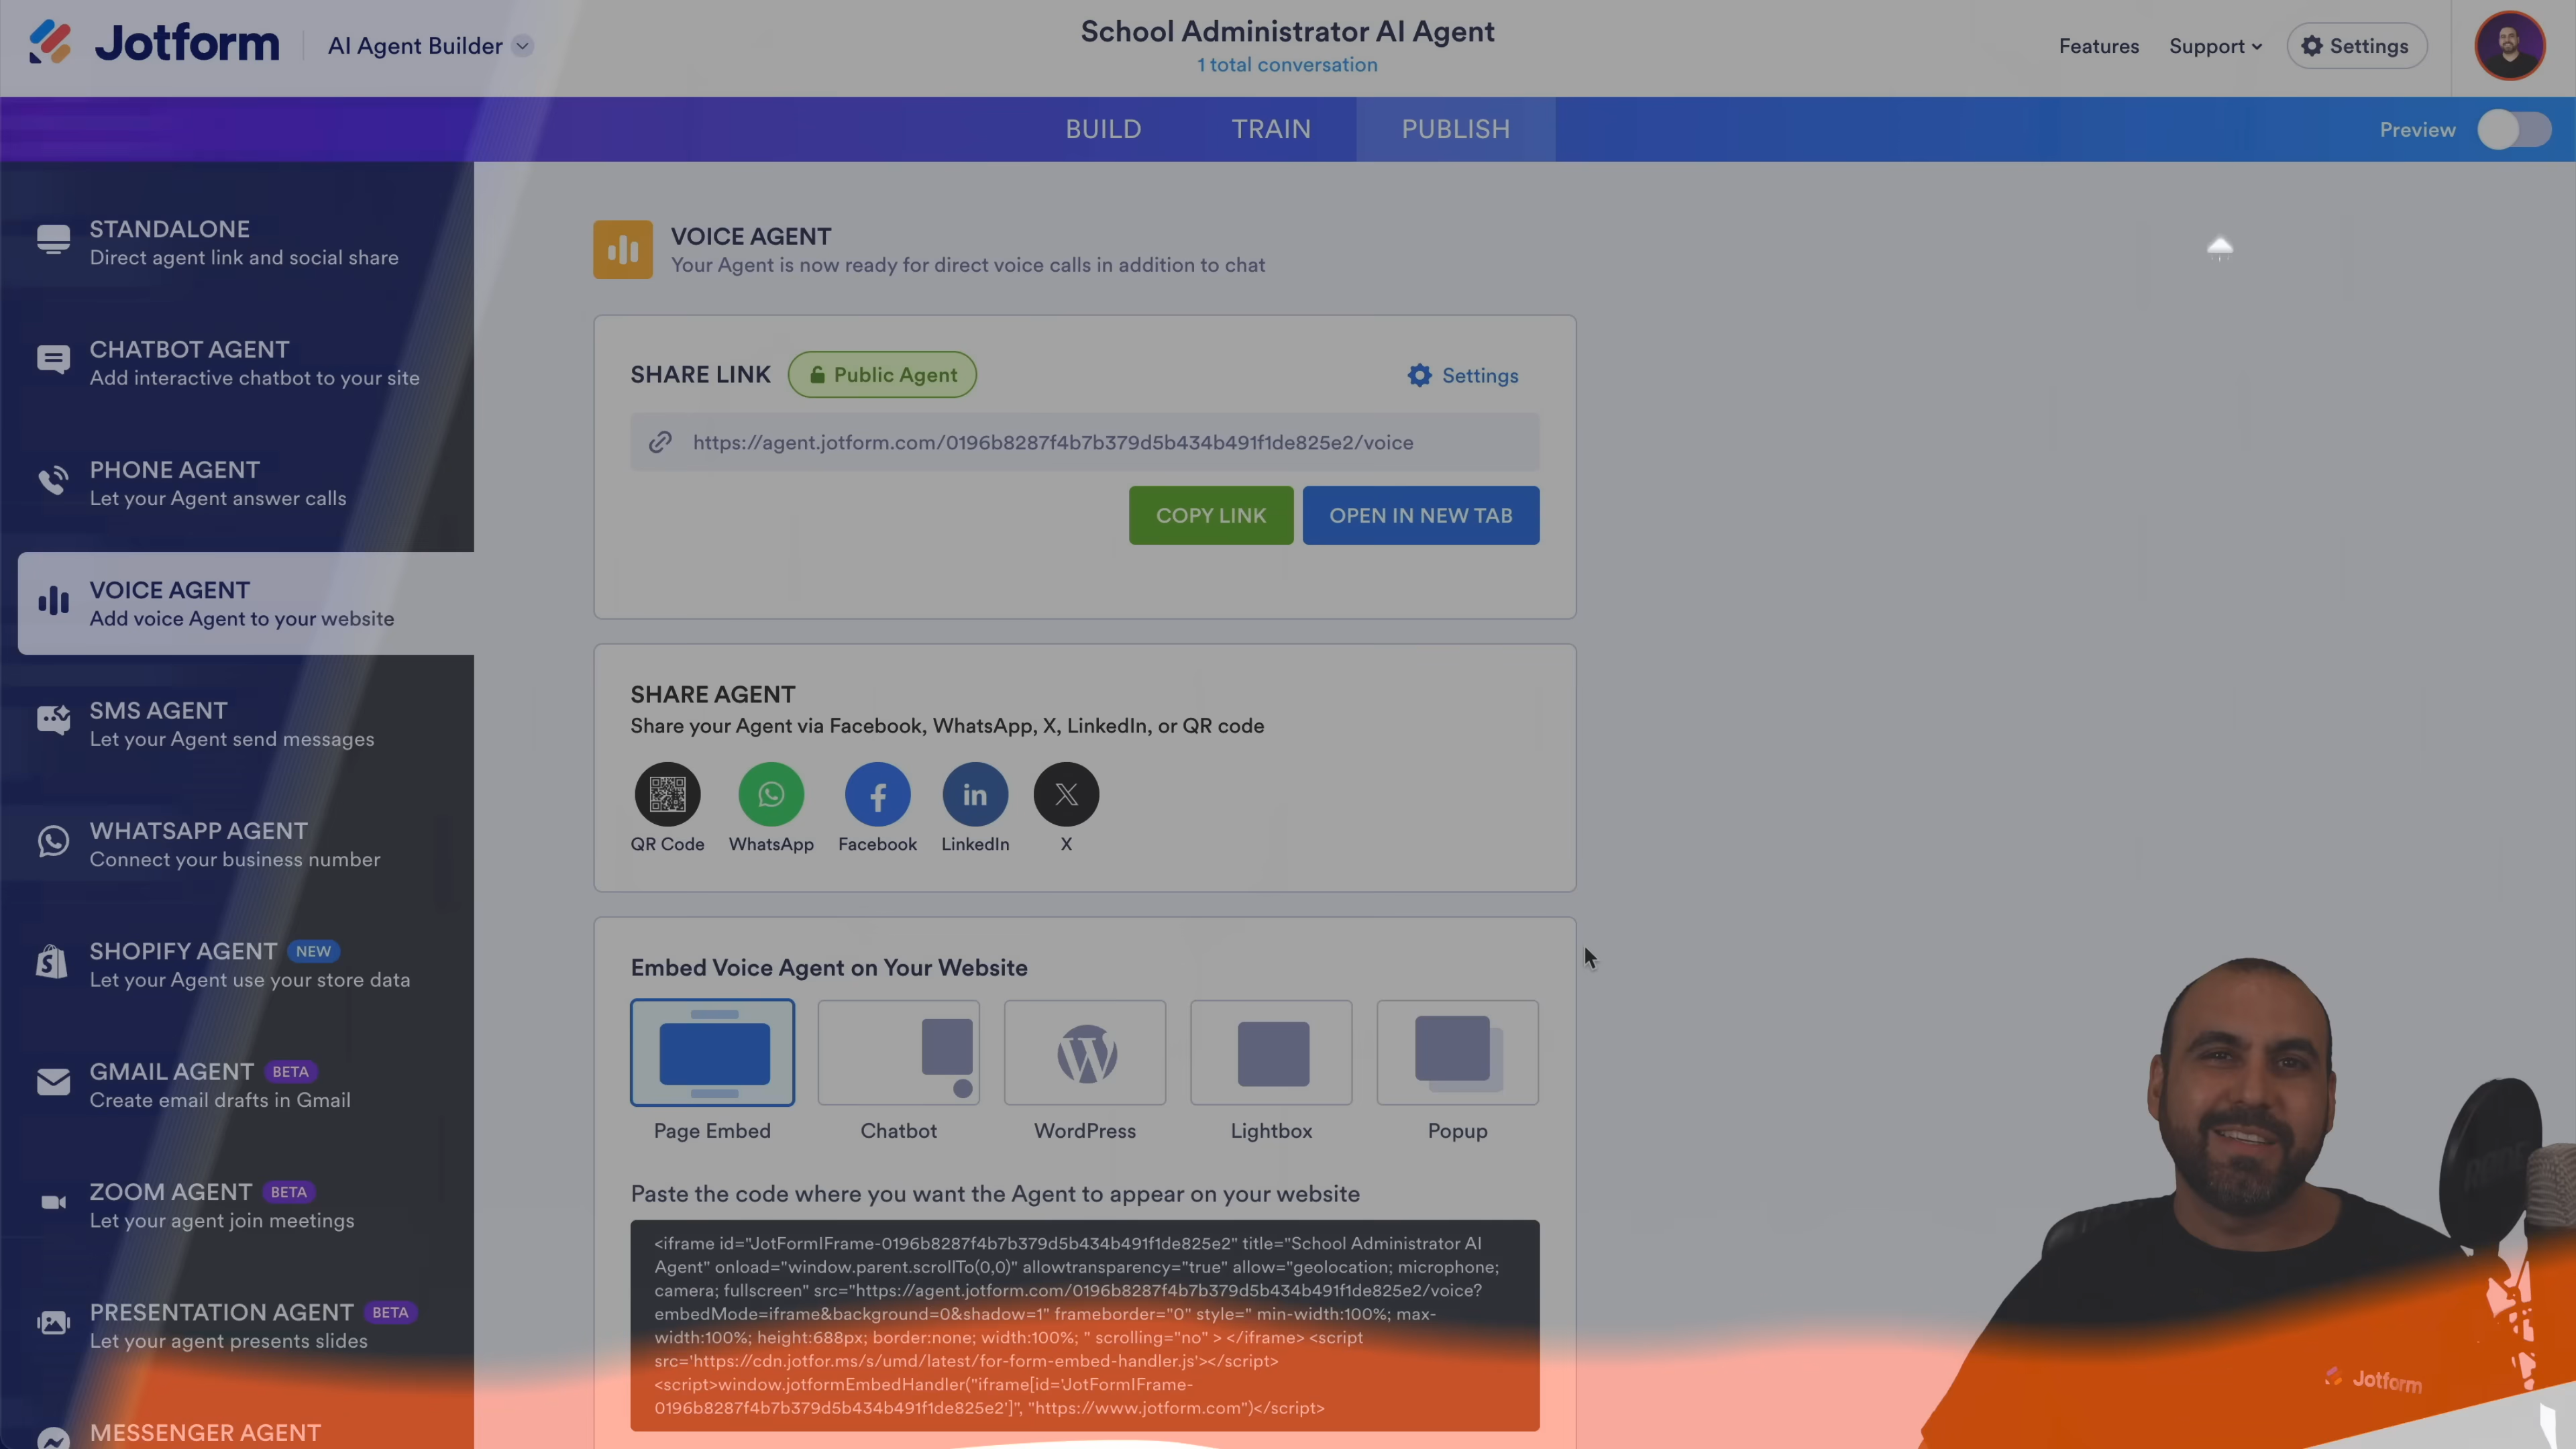 Jotform
AI Agent Builder
School Administrator AI Agent
1 total conversation
Features
Support
Settings
BUILD
TRAIN
PUBLISH
Preview
STANDALONE
Direct agent link and social share
CHATBOT AGENT
Add interactive chatbot to your site
PHONE AGENT
Let your Agent answer calls
VOICE AGENT
Add voice Agent to your website
SMS AGENT
Let your Agent send messages
WHATSAPP AGENT
Connect your business number
SHOPIFY AGENT NEW
Let your Agent use your store data
GMAIL AGENT BETA
Create email drafts in Gmail
ZOOM AGENT BETA
Let your agent join meetings
PRESENTATION AGENT BETA
Let your agent presents slides
MESSENGER AGENT
VOICE AGENT
Your Agent is now ready for direct voice calls in addition to chat
SHARE LINK
Public Agent
Settings
https://agent.jotform.com/0196b8287f4b7b379d5b434b491f1de825e2/voice
COPY LINK
OPEN IN NEW TAB
SHARE AGENT
Share your Agent via Facebook, WhatsApp, X, LinkedIn, or QR code
QR Code
WhatsApp
Facebook
LinkedIn
X
Embed Voice Agent on Your Website
Page Embed
Chatbot
WordPress
Lightbox
Popup
Paste the code where you want the Agent to appear on your website
<iframe id="JotFormIFrame-0196b8287f4b7b379d5b434b491f1de825e2" title="School Administrator AI
Agent" onload="window.parent.scrollTo(0,0)" allowtransparency="true" allow="geolocation; microphone;
camera; fullscreen" src="https://agent.jotform.com/0196b8287f4b7b379d5b434b491f1de825e2/voice?
embedMode=iframe&background=0&shadow=1" frameborder="0" style=" min-width:100%; max-
width:100%; height:688px; border:none; width:100%; " scrolling="no" > </iframe> <script
src='https://cdn.jotfor.ms/s/umd/latest/for-form-embed-handler.js'></script>
<script>window.jotformEmbedHandler("iframe[id='JotFormIFrame-
0196b8287f4b7b379d5b434b491f1de825e2']", "https://www.jotform.com")</script>
Jotform